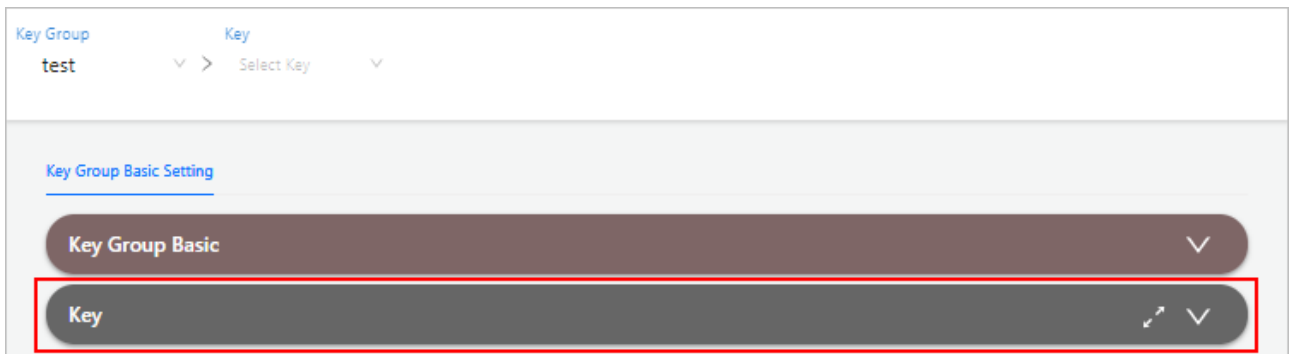 Key Group Key
test > Select Key
Key Group Basic Setting
Key Group Basic
Key